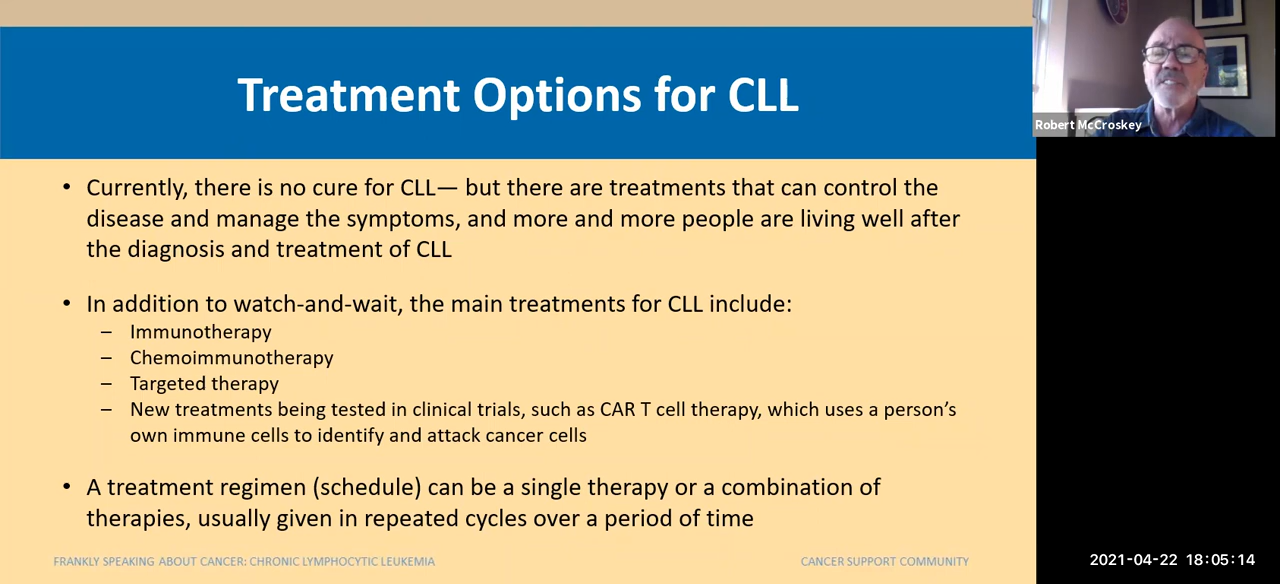 Treatment Options for CLL
Robert McCroskey
• Currently, there is no cure for CLL— but there are treatments that can control the
disease and manage the symptoms, and more and more people are living well after
the diagnosis and treatment of CLL
• In addition to watch-and-wait, the main treatments for CLL include:
– Immunotherapy
– Chemoimmunotherapy
– Targeted therapy
– New treatments being tested in clinical trials, such as CAR T cell therapy, which uses a person’s
own immune cells to identify and attack cancer cells
• A treatment regimen (schedule) can be a single therapy or a combination of
therapies, usually given in repeated cycles over a period of time
FRANKLY SPEAKING ABOUT CANCER: CHRONIC LYMPHOCYTIC LEUKEMIA
CANCER SUPPORT COMMUNITY
2021-04-22 18:05:14